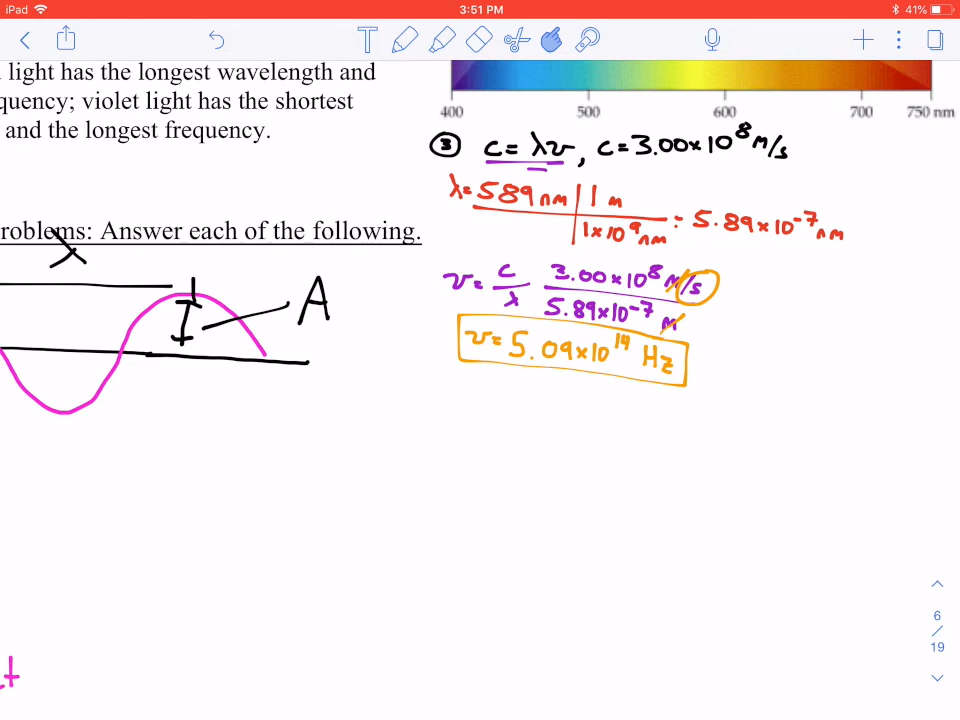 iPad 3:51 PM 41%
T
light has the longest wavelength and
quency; violet light has the shortest
and the longest frequency.
400 500 600 700 750 nm
③ c = λν, c = 3.00×10⁸ m/s
λ = 589 nm | 1 m
1×10⁹ nm = 5.89×10⁻⁷ nm
roblems: Answer each of the following.
λ
A
ν = c/λ 3.00×10⁸ m/s
5.89×10⁻⁷ m
ν = 5.09×10¹⁴ Hz
6
/
19